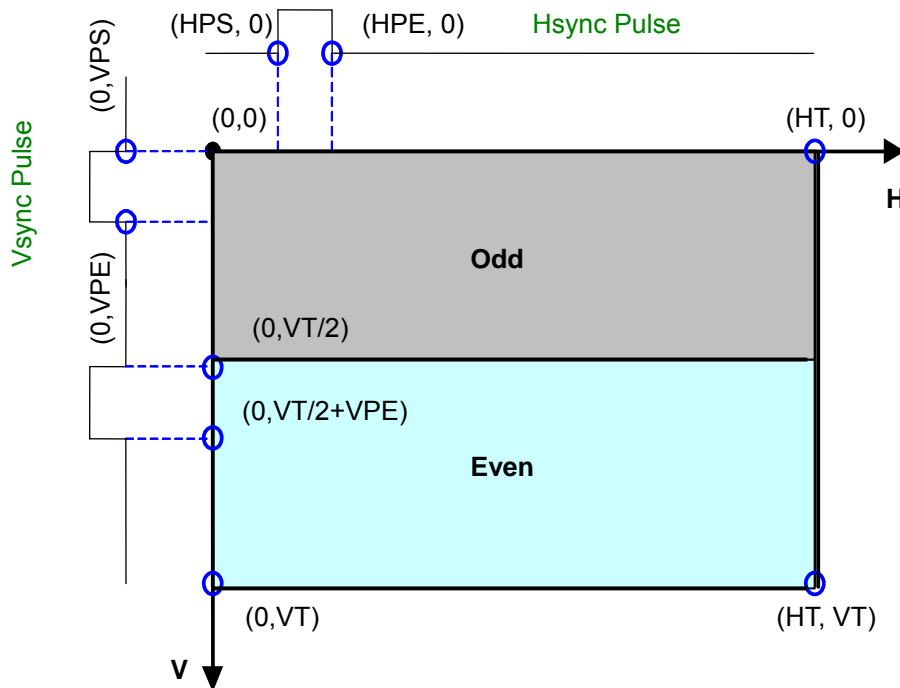 (HPS, 0)
(HPE, 0)
Hsync Pulse
(0,VPS)
(0,0)
(HT, 0)
H
Vsync Pulse
(0,VPE)
Odd
(0,VT/2)
(0,VT/2+VPE)
Even
(0,VT)
(HT, VT)
V